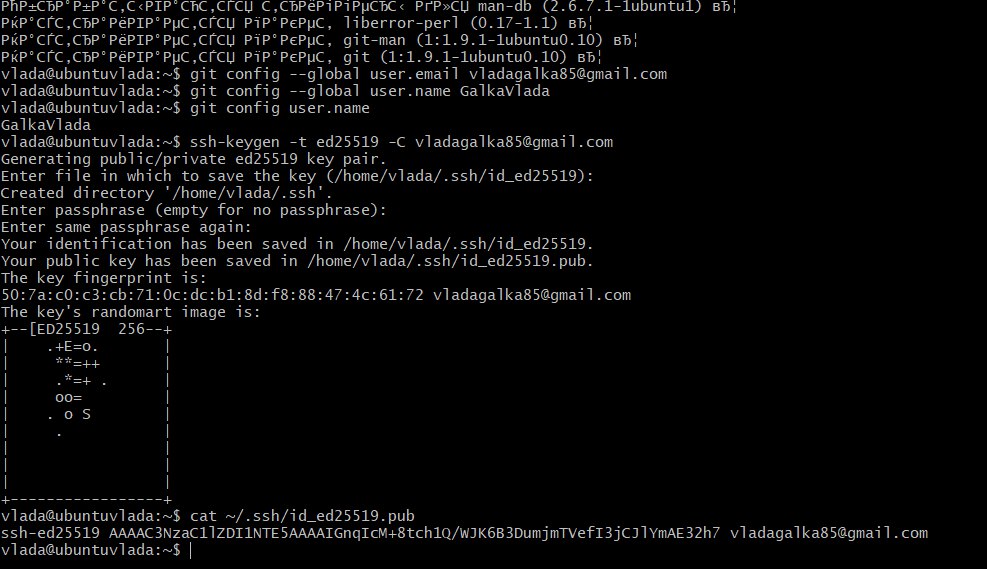 РћР±СЂР°Р±Р°С‚С‹РІР°СЋС‚СЃСЏ С‚СЂРёРіРіРµСЂС‹ РґР»СЏ man-db (2.6.7.1-1ubuntu1) вЂ¦
РќР°СЃС‚СЂР°РёРІР°РµС‚СЃСЏ РїР°РєРµС‚ liberror-perl (0.17-1.1) вЂ¦
РќР°СЃС‚СЂР°РёРІР°РµС‚СЃСЏ РїР°РєРµС‚ git-man (1:1.9.1-1ubuntu0.10) вЂ¦
РќР°СЃС‚СЂР°РёРІР°РµС‚СЃСЏ РїР°РєРµС‚ git (1:1.9.1-1ubuntu0.10) вЂ¦
vlada@ubuntuvlada:~$ git config --global user.email vladagalka85@gmail.com
vlada@ubuntuvlada:~$ git config --global user.name GalkaVlada
vlada@ubuntuvlada:~$ git config user.name
GalkaVlada
vlada@ubuntuvlada:~$ ssh-keygen -t ed25519 -C vladagalka85@gmail.com
Generating public/private ed25519 key pair.
Enter file in which to save the key (/home/vlada/.ssh/id_ed25519):
Created directory '/home/vlada/.ssh'.
Enter passphrase (empty for no passphrase):
Enter same passphrase again:
Your identification has been saved in /home/vlada/.ssh/id_ed25519.
Your public key has been saved in /home/vlada/.ssh/id_ed25519.pub.
The key fingerprint is:
50:7a:c0:c3:cb:71:0c:dc:b1:8d:f8:88:47:4c:61:72 vladagalka85@gmail.com
The key's randomart image is:
+--[ED25519  256--+
|    .+E=o.       |
|     **=++       |
|     .*=+ .      |
|     oo=         |
|    . o S        |
|     .           |
|                 |
|                 |
|                 |
+-----------------+
vlada@ubuntuvlada:~$ cat ~/.ssh/id_ed25519.pub
ssh-ed25519 AAAAC3NzaC1lZDI1NTE5AAAAIGnqIcM+8tch1Q/WJK6B3DumjmTVefI3jCJlYmAE32h7 vladagalka85@gmail.com
vlada@ubuntuvlada:~$